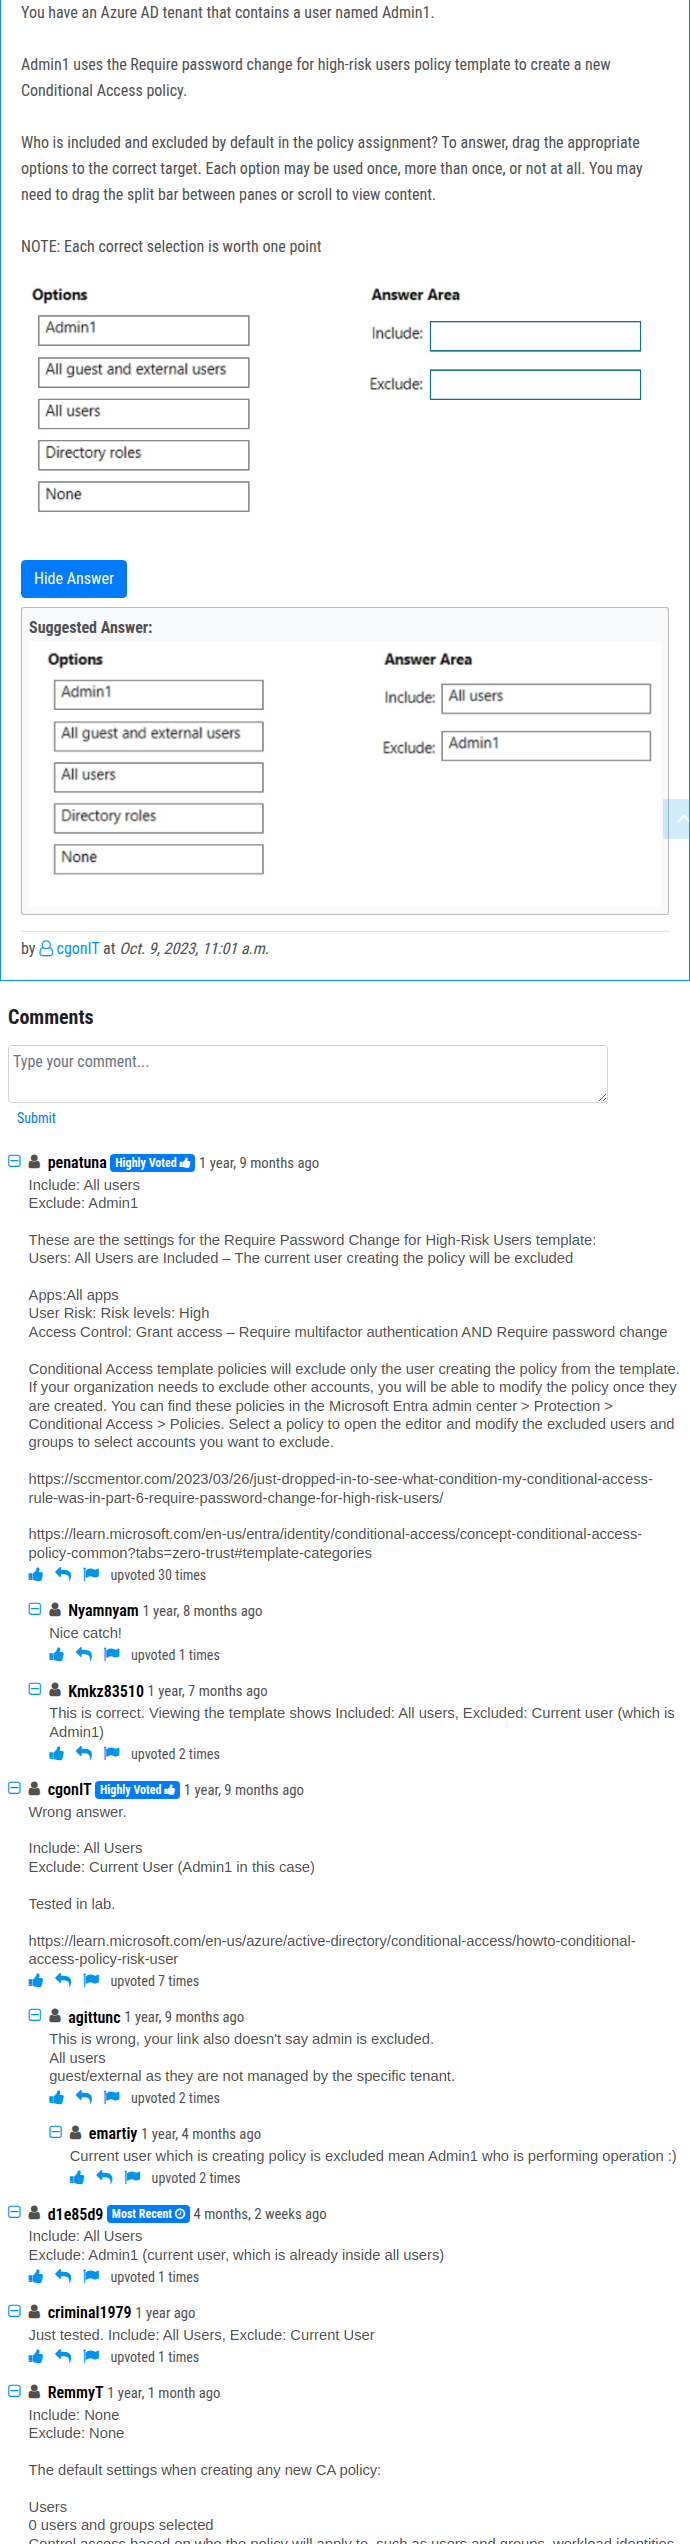 You have an Azure AD tenant that contains a user named Admin1.
Admin1 uses the Require password change for high-risk users policy template to create a new
Conditional Access policy.
Who is included and excluded by default in the policy assignment? To answer, drag the appropriate
options to the correct target. Each option may be used once, more than once, or not at all. You may
need to drag the split bar between panes or scroll to view content.
NOTE: Each correct selection is worth one point
Options
Answer Area
Admin1
Include:
All guest and external users
Exclude:
All users
Directory roles
None
Hide Answer
Suggested Answer:
Options
Answer Area
Admin1
Include: All users
All guest and external users
Exclude: Admin1
All users
Directory roles
None
by cgonIT at Oct. 9, 2023, 11:01 a.m.
Comments
Type your comment...
Submit
penatuna Highly Voted 1 year, 9 months ago
Include: All users
Exclude: Admin1
These are the settings for the Require Password Change for High-Risk Users template:
Users: All Users are Included – The current user creating the policy will be excluded
Apps:All apps
User Risk: Risk levels: High
Access Control: Grant access – Require multifactor authentication AND Require password change
Conditional Access template policies will exclude only the user creating the policy from the template.
If your organization needs to exclude other accounts, you will be able to modify the policy once they
are created. You can find these policies in the Microsoft Entra admin center > Protection >
Conditional Access > Policies. Select a policy to open the editor and modify the excluded users and
groups to select accounts you want to exclude.
https://sccmentor.com/2023/03/26/just-dropped-in-to-see-what-condition-my-conditional-access-
rule-was-in-part-6-require-password-change-for-high-risk-users/
https://learn.microsoft.com/en-us/entra/identity/conditional-access/concept-conditional-access-
policy-common?tabs=zero-trust#template-categories
upvoted 30 times
Nyamnyam 1 year, 8 months ago
Nice catch!
upvoted 1 times
Kmkz83510 1 year, 7 months ago
This is correct. Viewing the template shows Included: All users, Excluded: Current user (which is
Admin1)
upvoted 2 times
cgonIT Highly Voted 1 year, 9 months ago
Wrong answer.
Include: All Users
Exclude: Current User (Admin1 in this case)
Tested in lab.
https://learn.microsoft.com/en-us/azure/active-directory/conditional-access/howto-conditional-
access-policy-risk-user
upvoted 7 times
agittunc 1 year, 9 months ago
This is wrong, your link also doesn't say admin is excluded.
All users
guest/external as they are not managed by the specific tenant.
upvoted 2 times
emartiy 1 year, 4 months ago
Current user which is creating policy is excluded mean Admin1 who is performing operation :)
upvoted 2 times
d1e85d9 Most Recent 4 months, 2 weeks ago
Include: All Users
Exclude: Admin1 (current user, which is already inside all users)
upvoted 1 times
criminal1979 1 year ago
Just tested. Include: All Users, Exclude: Current User
upvoted 1 times
RemmyT 1 year, 1 month ago
Include: None
Exclude: None
The default settings when creating any new CA policy:
Users
0 users and groups selected
Control access based on who the policy will apply to, such as users and groups, workload identities